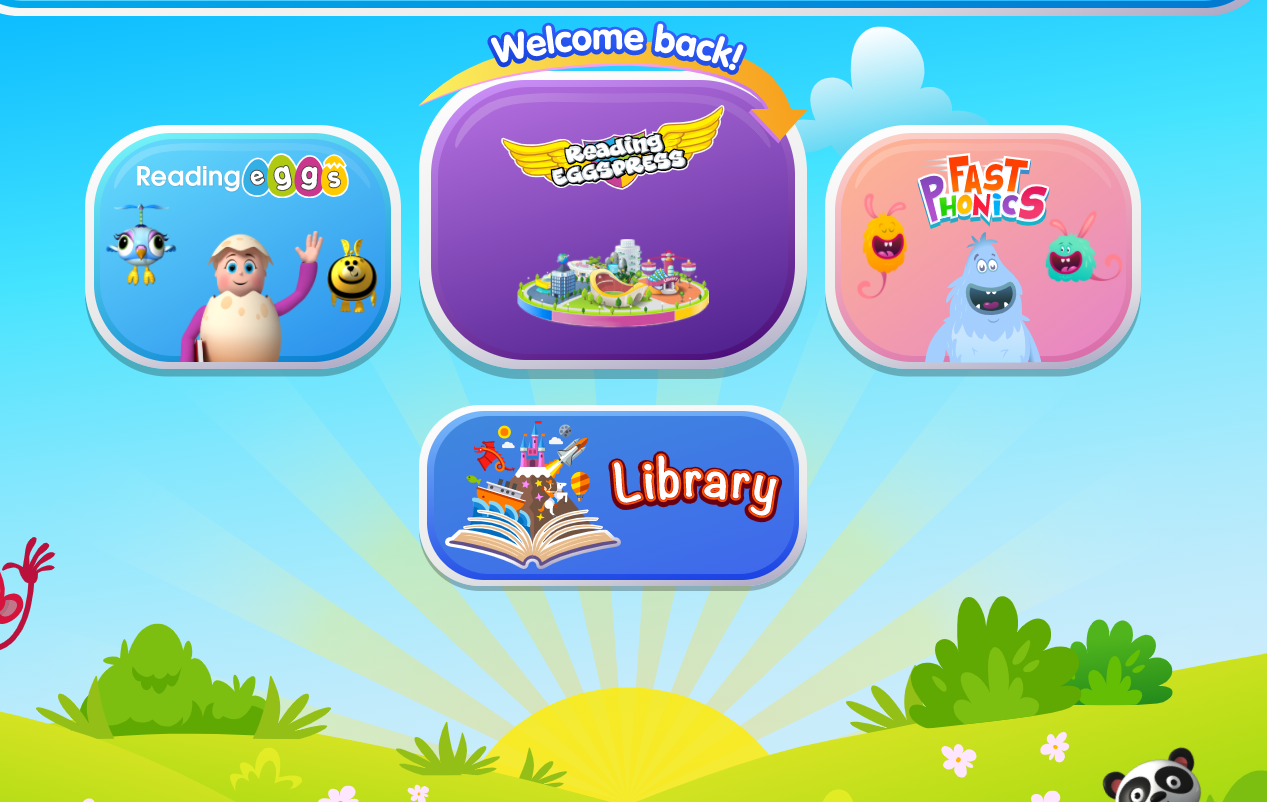 Welcome back!
Reading eggs
Reading
EGGSPRESS
FAST
PHONICS
Library